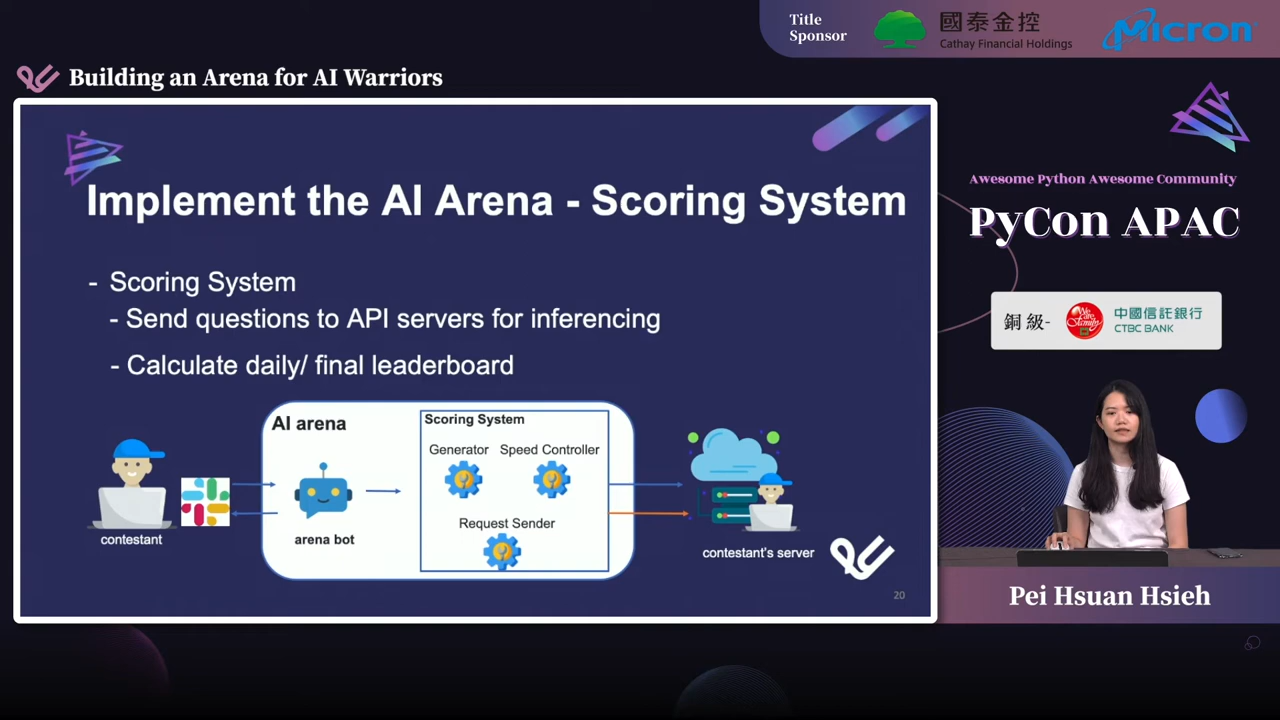 Title
Sponsor
國泰金控
Cathay Financial Holdings
Micron
Building an Arena for AI Warriors
Implement the AI Arena - Scoring System
- Scoring System
- Send questions to API servers for inferencing
- Calculate daily/ final leaderboard
AI arena
Scoring System
Generator
Speed Controller
Request Sender
contestant
arena bot
contestant's server
20
Awesome Python Awesome Community
PyCon APAC
銅級-
We are
family
中國信託銀行
CTBC BANK
Pei Hsuan Hsieh